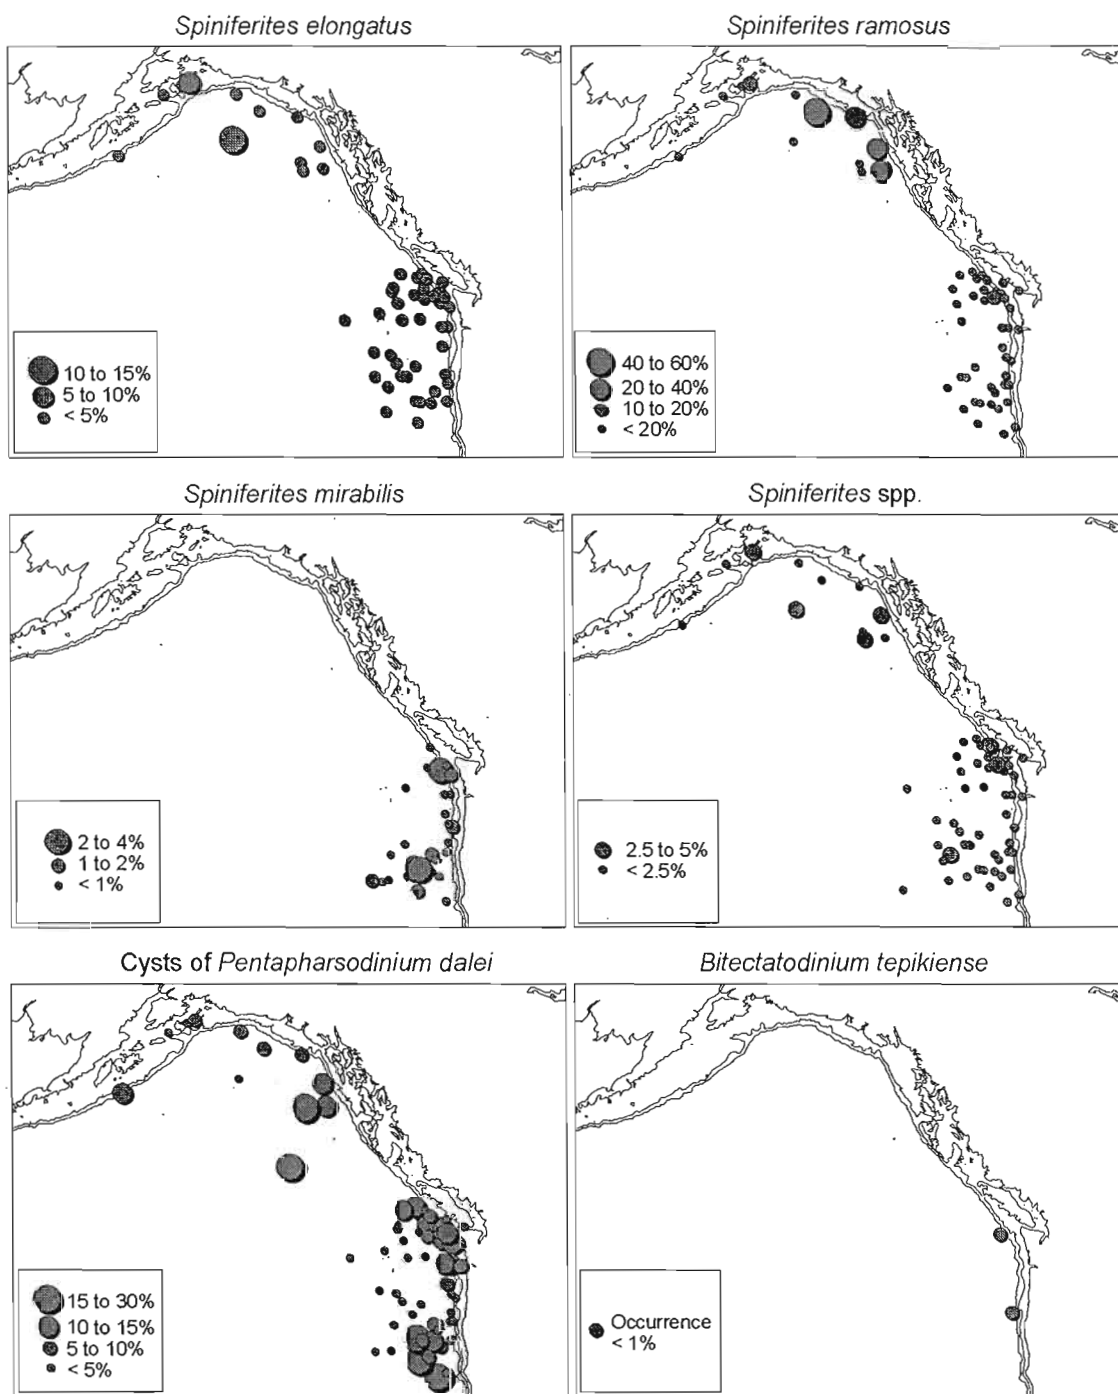 Spiniferites elongatus
10 to 15%
5 to 10%
< 5%
Spiniferites ramosus
40 to 60%
20 to 40%
10 to 20%
< 20%
Spiniferites mirabilis
2 to 4%
1 to 2%
< 1%
Spiniferites spp.
2.5 to 5%
< 2.5%
Cysts of Pentapharsodinium dalei
15 to 30%
10 to 15%
5 to 10%
< 5%
Bitectatodinium tepikiense
Occurrence
< 1%